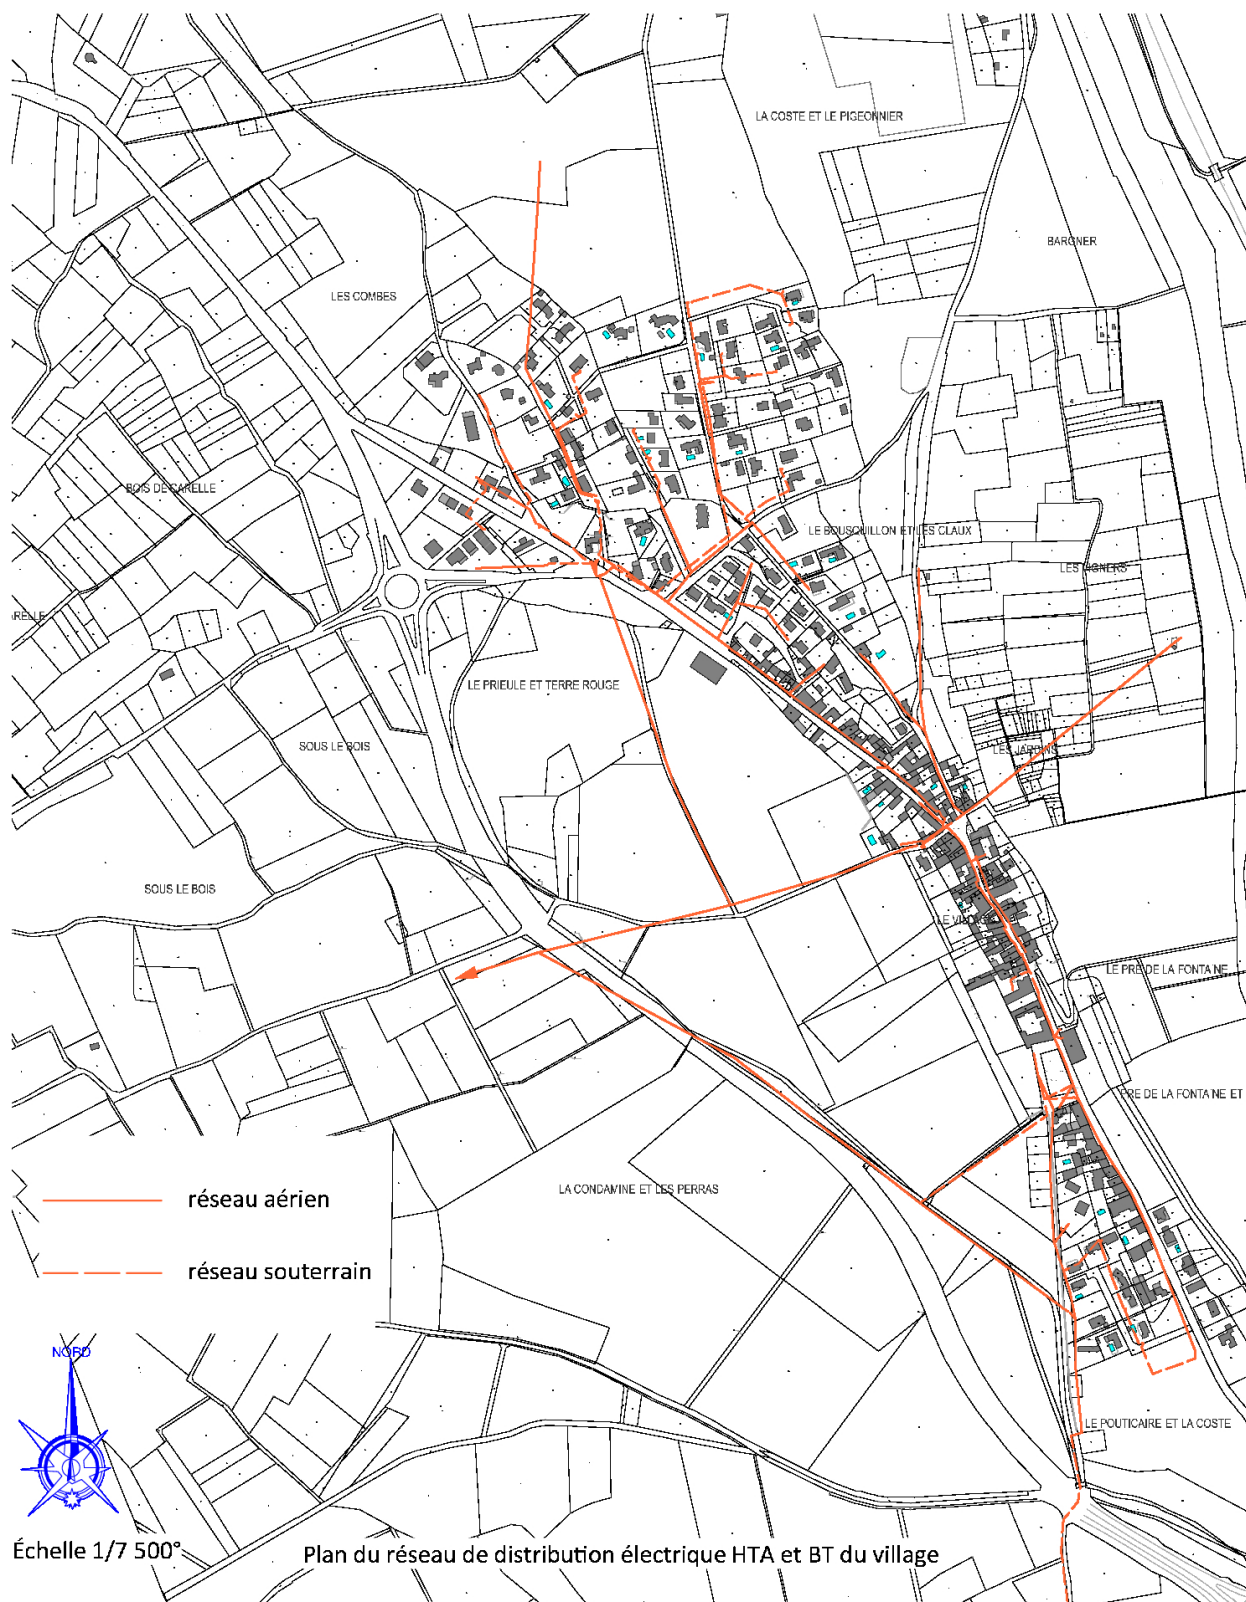 LA COSTE ET LE PIGEONNIER
BARGNER
LES COMBES
BOIS DE CARELLE
LE BOUSQUILLON ET LES CLAUX
LES VIGNERS
LE PRIEULE ET TERRE ROUGE
SOUS LE BOIS
LES JARDINS
SOUS LE BOIS
LE VILLAGE
LE PRE DE LA FONTAINE
PRE DE LA FONTAINE ET
LA CONDAMINE ET LES PERRAS
réseau aérien
réseau souterrain
NORD
LE POUTICAIRE ET LA COSTE
Échelle 1/7 500°
Plan du réseau de distribution électrique HTA et BT du village